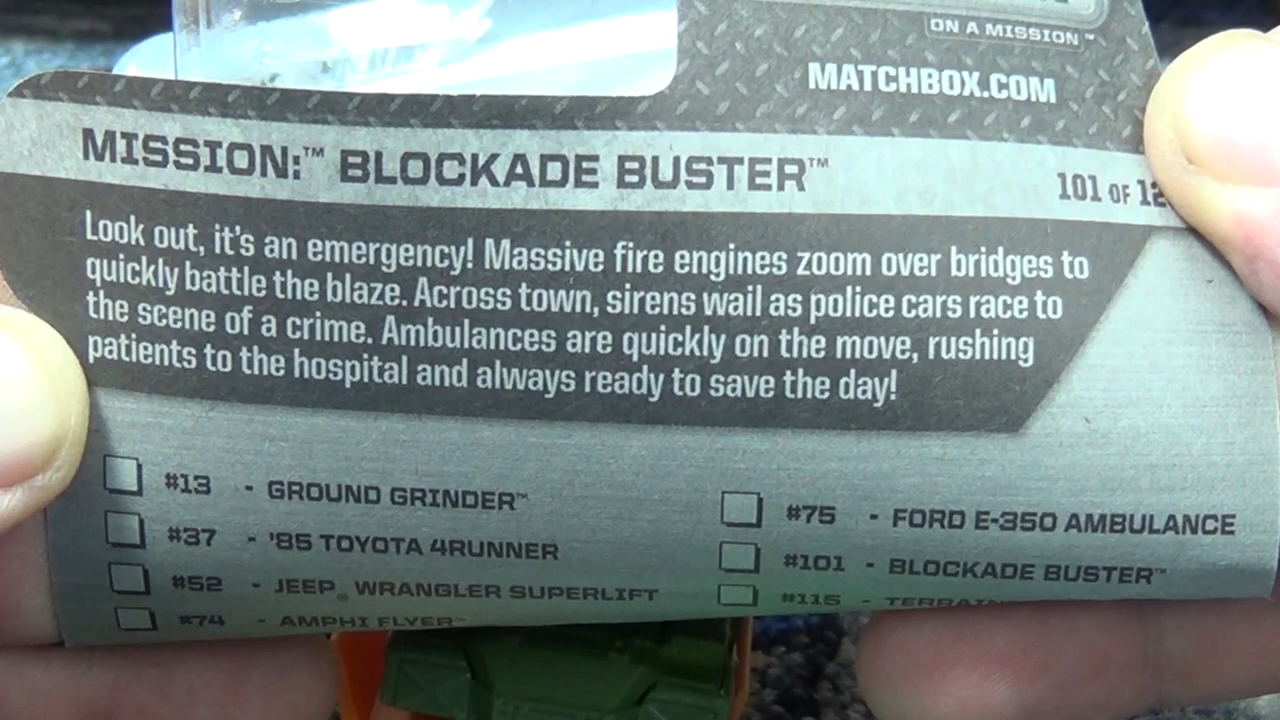 ON A MISSION™
MATCHBOX.COM
MISSION:™ BLOCKADE BUSTER™
101 OF 12
Look out, it's an emergency! Massive fire engines zoom over bridges to
quickly battle the blaze. Across town, sirens wail as police cars race to
the scene of a crime. Ambulances are quickly on the move, rushing
patients to the hospital and always ready to save the day!
#13 - GROUND GRINDER™
#37 - '85 TOYOTA 4RUNNER
#52 - JEEP® WRANGLER SUPERLIFT
#74 - AMPHI FLYER™
#75 - FORD E-350 AMBULANCE
#101 - BLOCKADE BUSTER™
#115 - TERRAIN